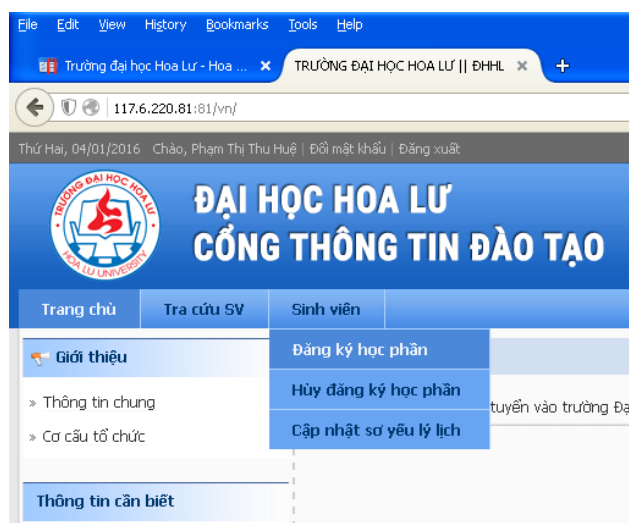 File Edit View History Bookmarks Tools Help
Trường đại học Hoa Lư - Hoa ... TRƯỜNG ĐẠI HỌC HOA LƯ || ĐHHL
117.6.220.81:81/vn/
Thứ Hai, 04/01/2016 Chào, Phạm Thị Thu Huệ | Đổi mật khẩu | Đăng xuất
TRƯỜNG ĐẠI HỌC HOA LƯ
HOA LU UNIVERSITY
ĐẠI HỌC HOA LƯ
CỔNG THÔNG TIN ĐÀO TẠO
Trang chủ Tra cứu SV Sinh viên
Giới thiệu
Đăng ký học phần
Hủy đăng ký học phần
Cập nhật sơ yếu lý lịch
» Thông tin chung
» Cơ cấu tổ chức
tuyển vào trường Đạ
Thông tin cần biết